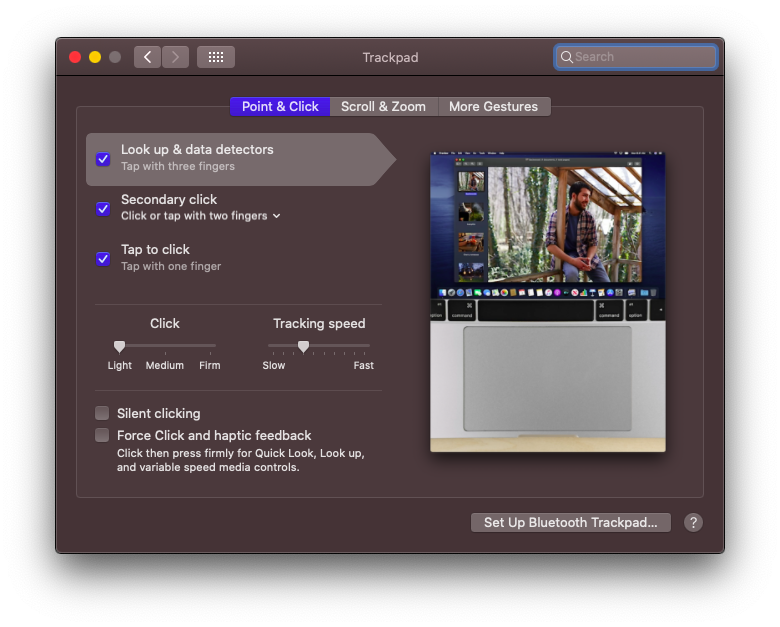 Trackpad
Search
Point & Click
Scroll & Zoom
More Gestures
Look up & data detectors
Tap with three fingers
Secondary click
Click or tap with two fingers
Tap to click
Tap with one finger
Click
Tracking speed
Light
Medium
Firm
Slow
Fast
Silent clicking
Force Click and haptic feedback
Click then press firmly for Quick Look, Look up,
and variable speed media controls.
option
command
command
option
Set Up Bluetooth Trackpad...
?